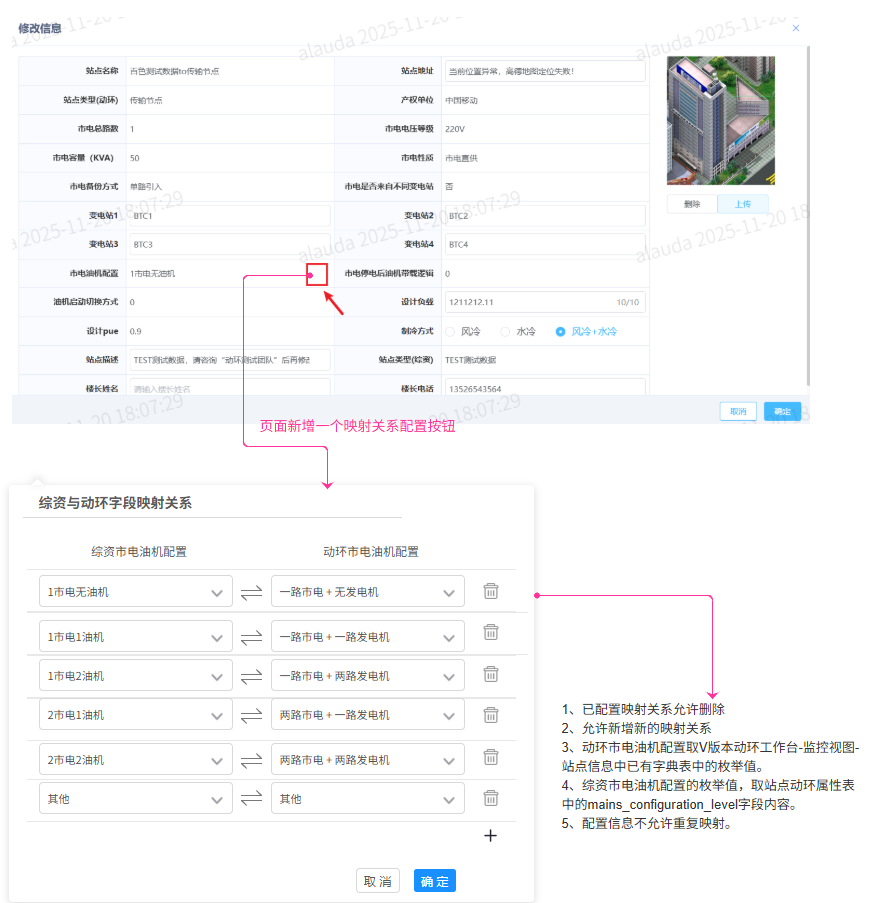 修改信息
站点名称 百色测试数据to传输节点 站点地址 当前位置异常，高德地图定位失败!
站点类型(动环) 传输节点 产权单位 中国移动
市电总路数 1 市电电压等级 220V
市电容量（KVA） 50 市电性质 市电直供
市电备份方式 单路引入 市电是否来自不同变电站 否
变电站1 BTC1 变电站2 BTC2
变电站3 BTC3 变电站4 BTC4
市电油机配置 1市电无油机 市电停电后油机带载逻辑 0
油机启动切换方式 0 设计负载 1211212.11 10/10
设计pue 0.9 制冷方式 风冷 水冷 风冷+水冷
站点描述 TEST测试数据，请咨询“动环测试团队”后再修改 站点类型(综资) TEST测试数据
楼长姓名 请输入楼长姓名 楼长电话 13526543564
删除 上传
取消 确定
alauda 2025-11-20 18:07:29
页面新增一个映射关系配置按钮
综资与动环字段映射关系
综资市电油机配置 动环市电油机配置
1市电无油机 一路市电 + 无发电机
1市电1油机 一路市电 + 一路发电机
1市电2油机 一路市电 + 两路发电机
2市电1油机 两路市电 + 一路发电机
2市电2油机 两路市电 + 两路发电机
其他 其他
取 消 确 定
1、已配置映射关系允许删除
2、允许新增新的映射关系
3、动环市电油机配置取V版本动环工作台-监控视图-
站点信息中已有字典表中的枚举值。
4、综资市电油机配置的枚举值，取站点动环属性表
中的mains_configuration_level字段内容。
5、配置信息不允许重复映射。